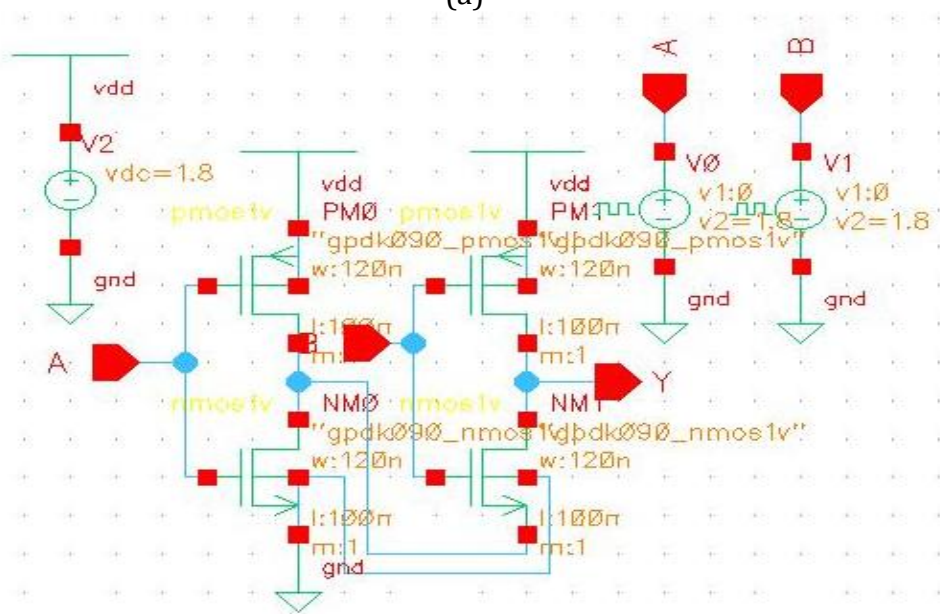 (a)
A
B
vdd
V2
vdc=1.8
gnd
vdd
PM0
pmos1v
"gpdk090_pmos1v"
w:120n
l:100n
m:1
vdd
PM1
pmos1v
gpdk090_pmos1v"
w:120n
l:100n
V0
v1:0
v2=1.8
gnd
V1
v1:0
v2=1.8
gnd
A
B
Y
NM0
nmos1v
"gpdk090_nmos1v"
w:120n
l:100n
m:1
gnd
NM1
nmos1v
gpdk090_nmos1v"
w:120n
l:100n
m:1